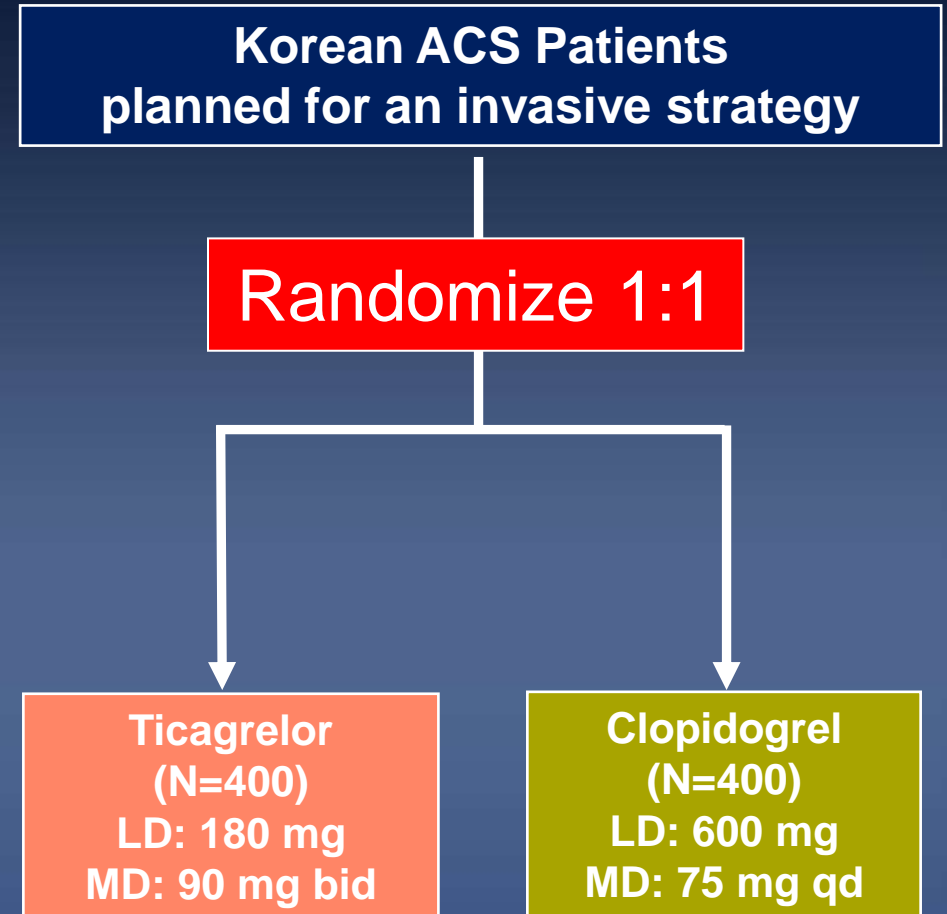 Korean ACS Patients
planned for an invasive strategy
Randomize 1:1
Ticagrelor
(N=400)
LD: 180 mg
MD: 90 mg bid
Clopidogrel
(N=400)
LD: 600 mg
MD: 75 mg qd